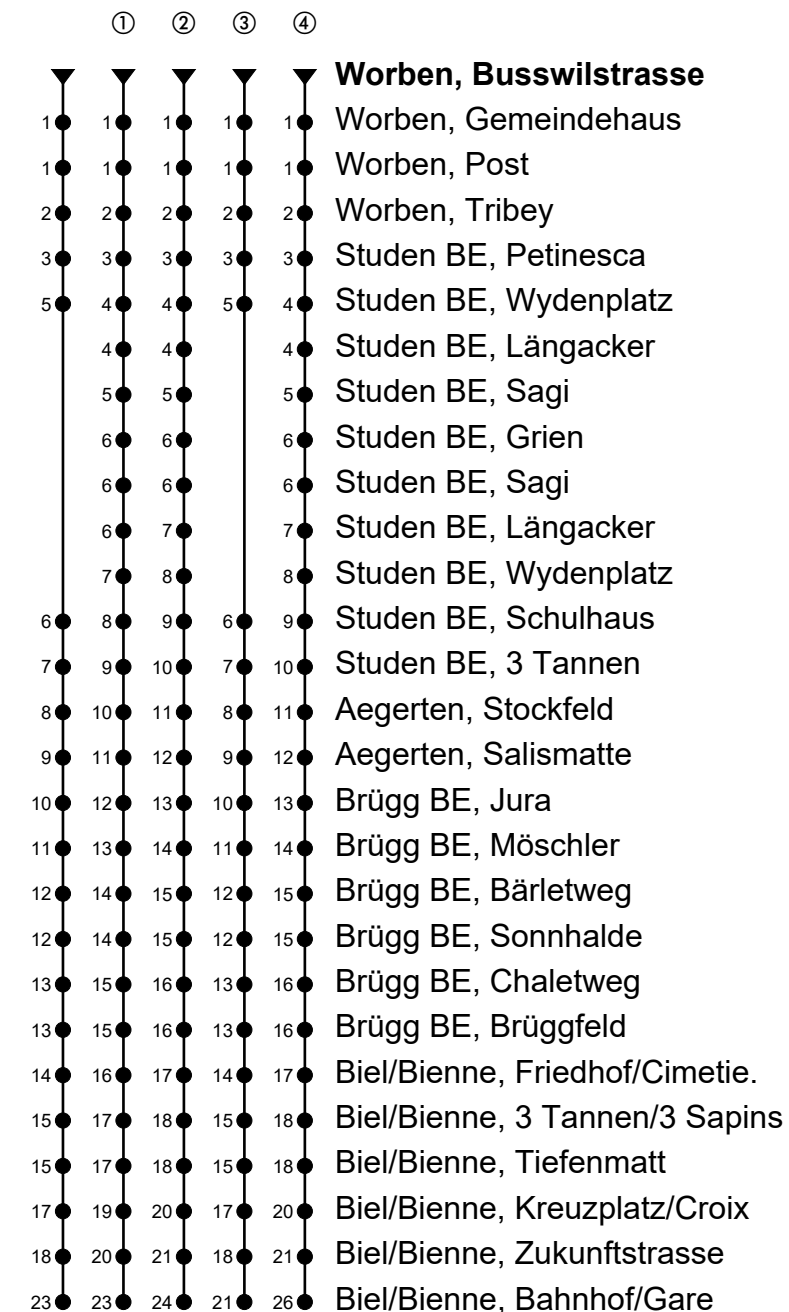 ① ② ③ ④
Worben, Busswilstrasse
1 1 1 1 1 Worben, Gemeindehaus
1 1 1 1 1 Worben, Post
2 2 2 2 2 Worben, Tribey
3 3 3 3 3 Studen BE, Petinesca
5 4 4 5 4 Studen BE, Wydenplatz
4 4 4 Studen BE, Längacker
5 5 5 Studen BE, Sagi
6 6 6 Studen BE, Grien
6 6 6 Studen BE, Sagi
6 7 7 Studen BE, Längacker
7 8 8 Studen BE, Wydenplatz
6 8 9 6 9 Studen BE, Schulhaus
7 9 10 7 10 Studen BE, 3 Tannen
8 10 11 8 11 Aegerten, Stockfeld
9 11 12 9 12 Aegerten, Salismatte
10 12 13 10 13 Brügg BE, Jura
11 13 14 11 14 Brügg BE, Möschler
12 14 15 12 15 Brügg BE, Bärletweg
12 14 15 12 15 Brügg BE, Sonnhalde
13 15 16 13 16 Brügg BE, Chaletweg
13 15 16 13 16 Brügg BE, Brüggfeld
14 16 17 14 17 Biel/Bienne, Friedhof/Cimetie.
15 17 18 15 18 Biel/Bienne, 3 Tannen/3 Sapins
15 17 18 15 18 Biel/Bienne, Tiefenmatt
17 19 20 17 20 Biel/Bienne, Kreuzplatz/Croix
18 20 21 18 21 Biel/Bienne, Zukunftstrasse
23 23 24 21 26 Biel/Bienne, Bahnhof/Gare